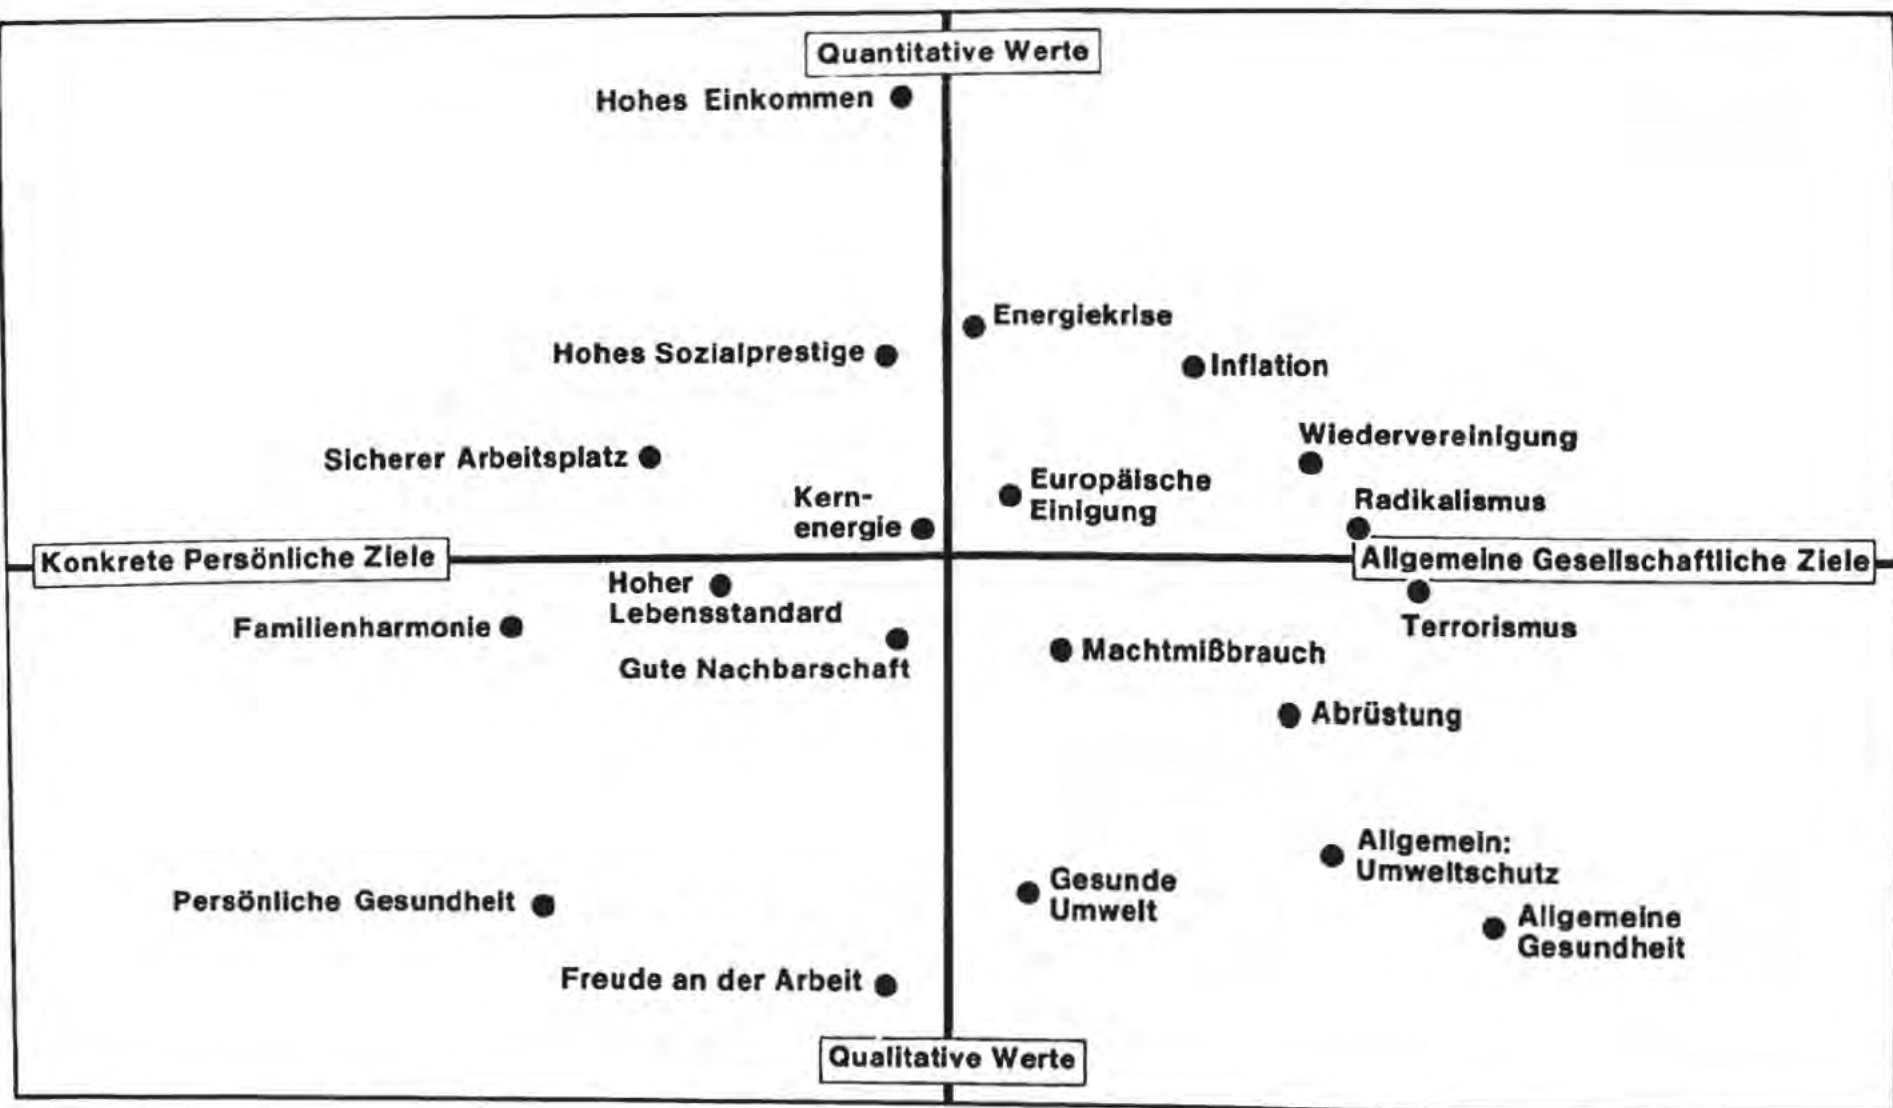 Quantitative Werte
Hohes Einkommen
Energiekrise
Hohes Sozialprestige
Inflation
Wiedervereinigung
Sicherer Arbeitsplatz
Europäische
Einigung
Kern-
energie
Radikalismus
Konkrete Persönliche Ziele
Allgemeine Gesellschaftliche Ziele
Hoher
Lebensstandard
Familienharmonie
Terrorismus
Gute Nachbarschaft
Machtmißbrauch
Abrüstung
Allgemein:
Umweltschutz
Gesunde
Umwelt
Persönliche Gesundheit
Allgemeine
Gesundheit
Freude an der Arbeit
Qualitative Werte